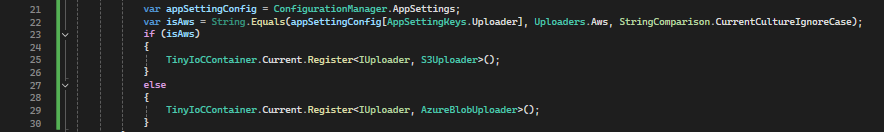 21 var appSettingConfig = ConfigurationManager.AppSettings;
22 var isAws = String.Equals(appSettingConfig[AppSettingKeys.Uploader], Uploaders.Aws, StringComparison.CurrentCultureIgnoreCase);
23 if (isAws)
24 {
25 TinyIoCContainer.Current.Register<IUploader, S3Uploader>();
26 }
27 else
28 {
29 TinyIoCContainer.Current.Register<IUploader, AzureBlobUploader>();
30 }